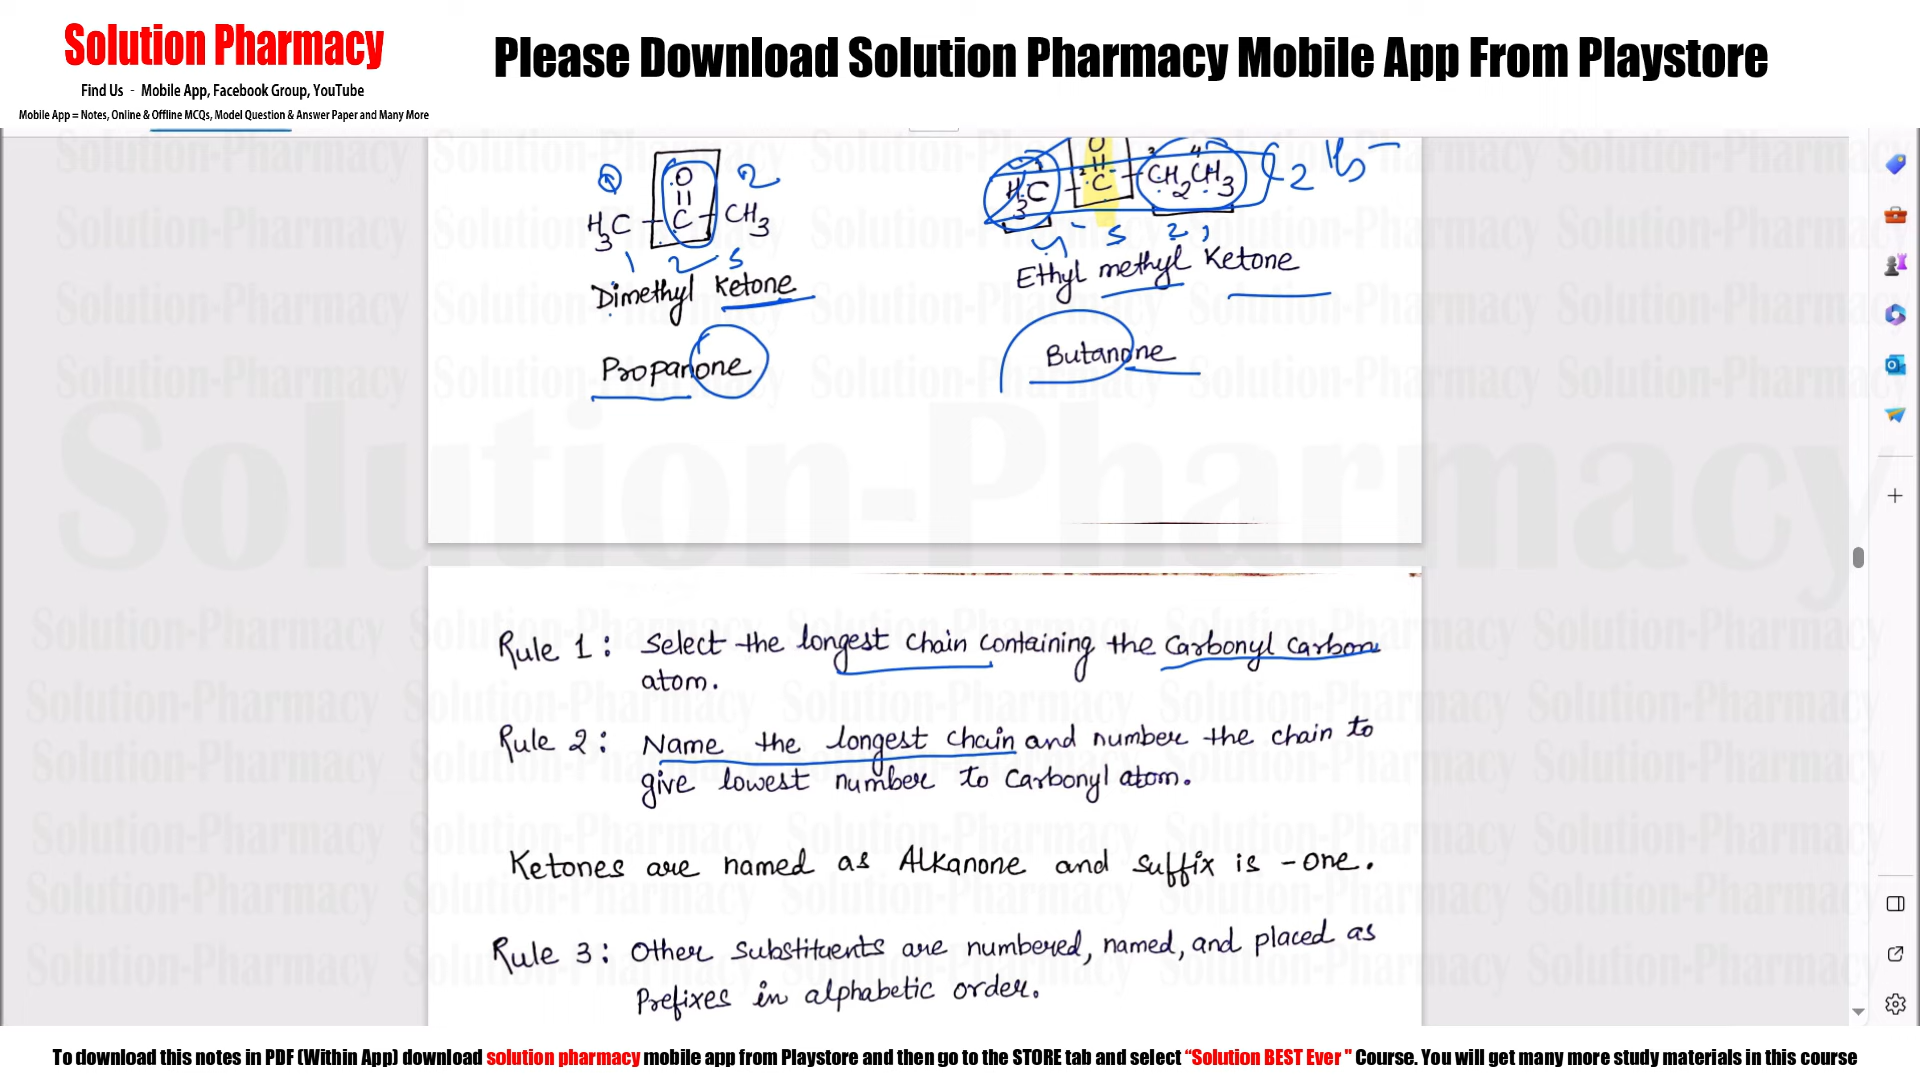 Solution Pharmacy
Please Download Solution Pharmacy Mobile App From Playstore
Find Us - Mobile App, Facebook Group, YouTube
Mobile App = Notes, Online & Offline MCQs, Model Question & Answer Paper and Many More
O
H3C - C - CH3
2
1 2 3
Dimethyl Ketone
Propanone
O
H3C - C - CH2CH3
C2H5
Ethyl methyl Ketone
Butanone
Rule 1: Select the longest chain containing the Carbonyl Carbon
atom.
Rule 2: Name the longest chain and number the chain to
give lowest number to Carbonyl atom.
Ketones are named as Alkanone and suffix is -one.
Rule 3: Other substituents are numbered, named, and placed as
Prefixes in alphabetic order.
Solution-Pharmacy
To download this notes in PDF (Within App) download solution pharmacy mobile app from Playstore and then go to the STORE tab and select “Solution BEST Ever " Course. You will get many more study materials in this course